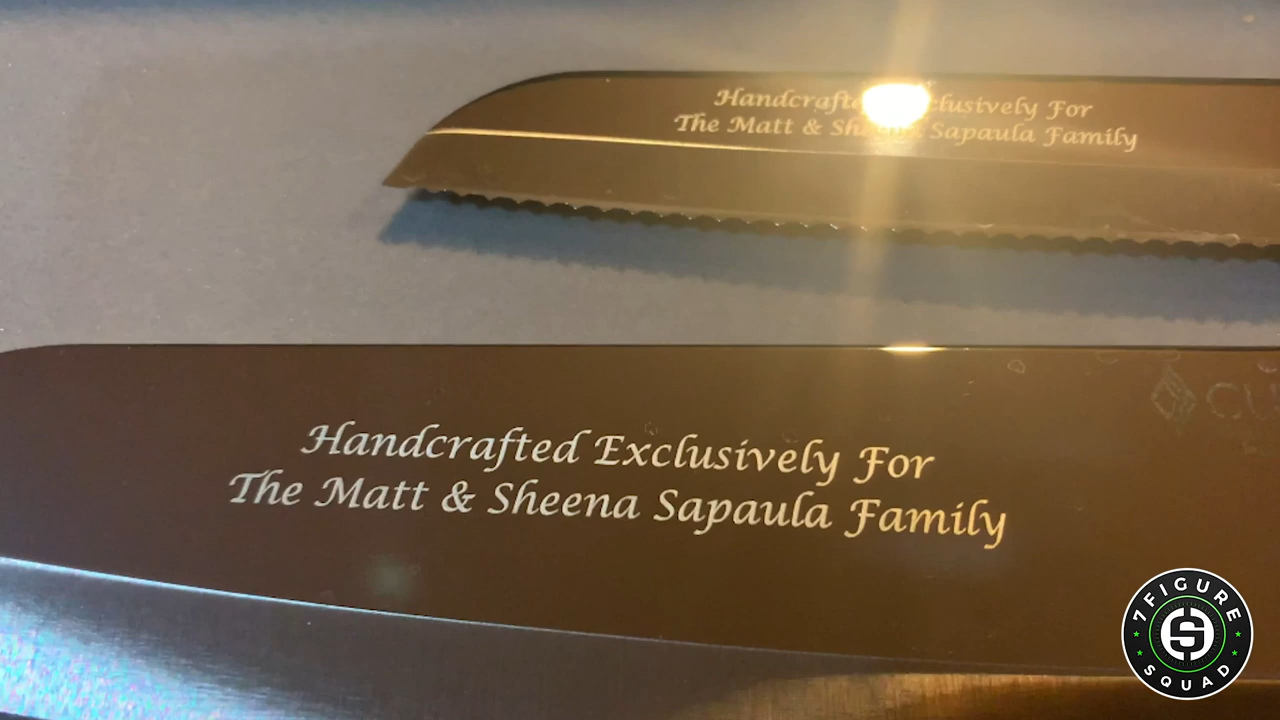 Handcrafted Exclusively For
The Matt & Sheena Sapaula Family
Handcrafted Exclusively For
The Matt & Sheena Sapaula Family
7FIGURE
SQUAD